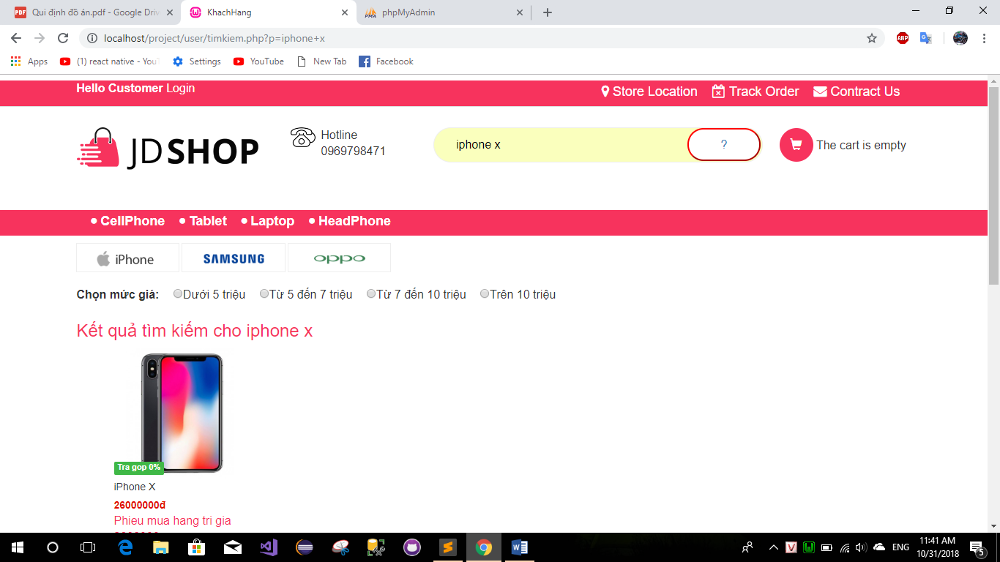 Qui định đồ án.pdf - Google Driv
KhachHang
phpMyAdmin
localhost/project/user/timkiem.php?p=iphone+x
ABP
Apps
(1) react native - YouT
Settings
YouTube
New Tab
Facebook
Hello Customer Login
Store Location
Track Order
Contract Us
JD SHOP
Hotline
0969798471
iphone x
?
The cart is empty
CellPhone
Tablet
Laptop
HeadPhone
iPhone
SAMSUNG
oppo
Chọn mức giá:
Dưới 5 triệu
Từ 5 đến 7 triệu
Từ 7 đến 10 triệu
Trên 10 triệu
Kết quả tìm kiếm cho iphone x
Tra gop 0%
iPhone X
26000000đ
Phieu mua hang tri gia
ENG
11:41 AM
10/31/2018
5